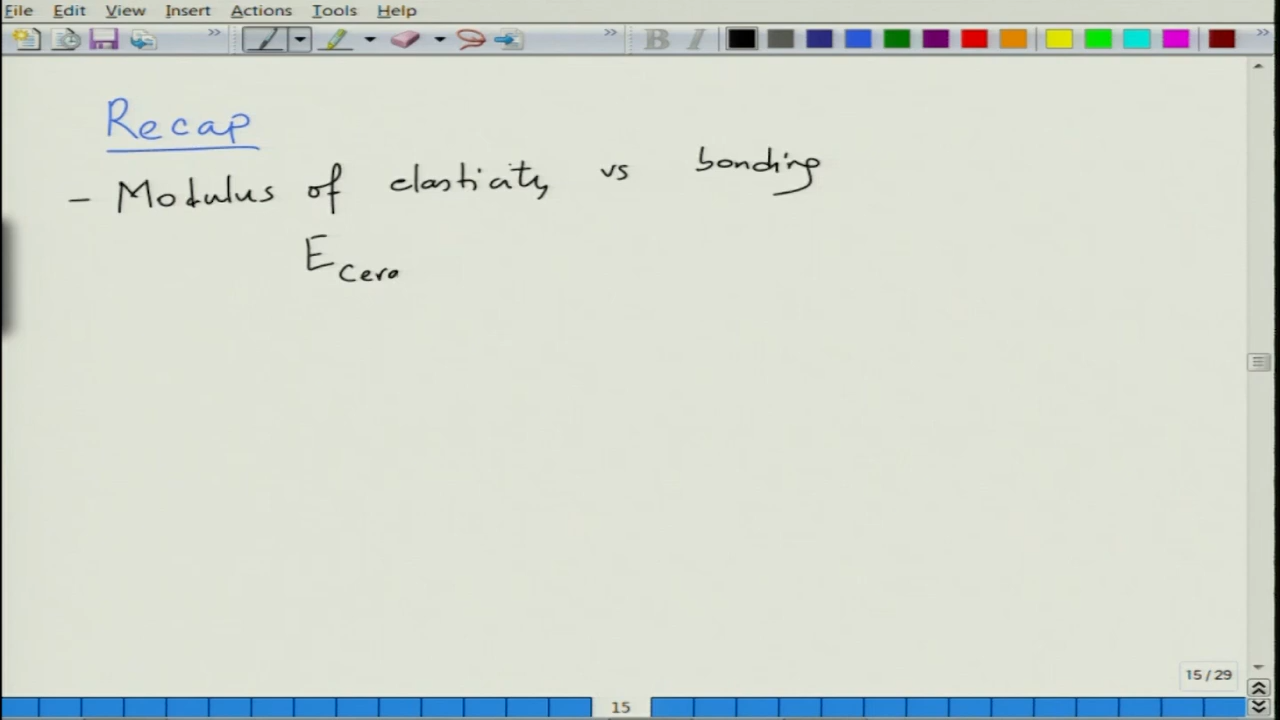 File Edit View Insert Actions Tools Help
B I
Recap
- Modulus of elasticity vs bonding
E cera
15/29
15